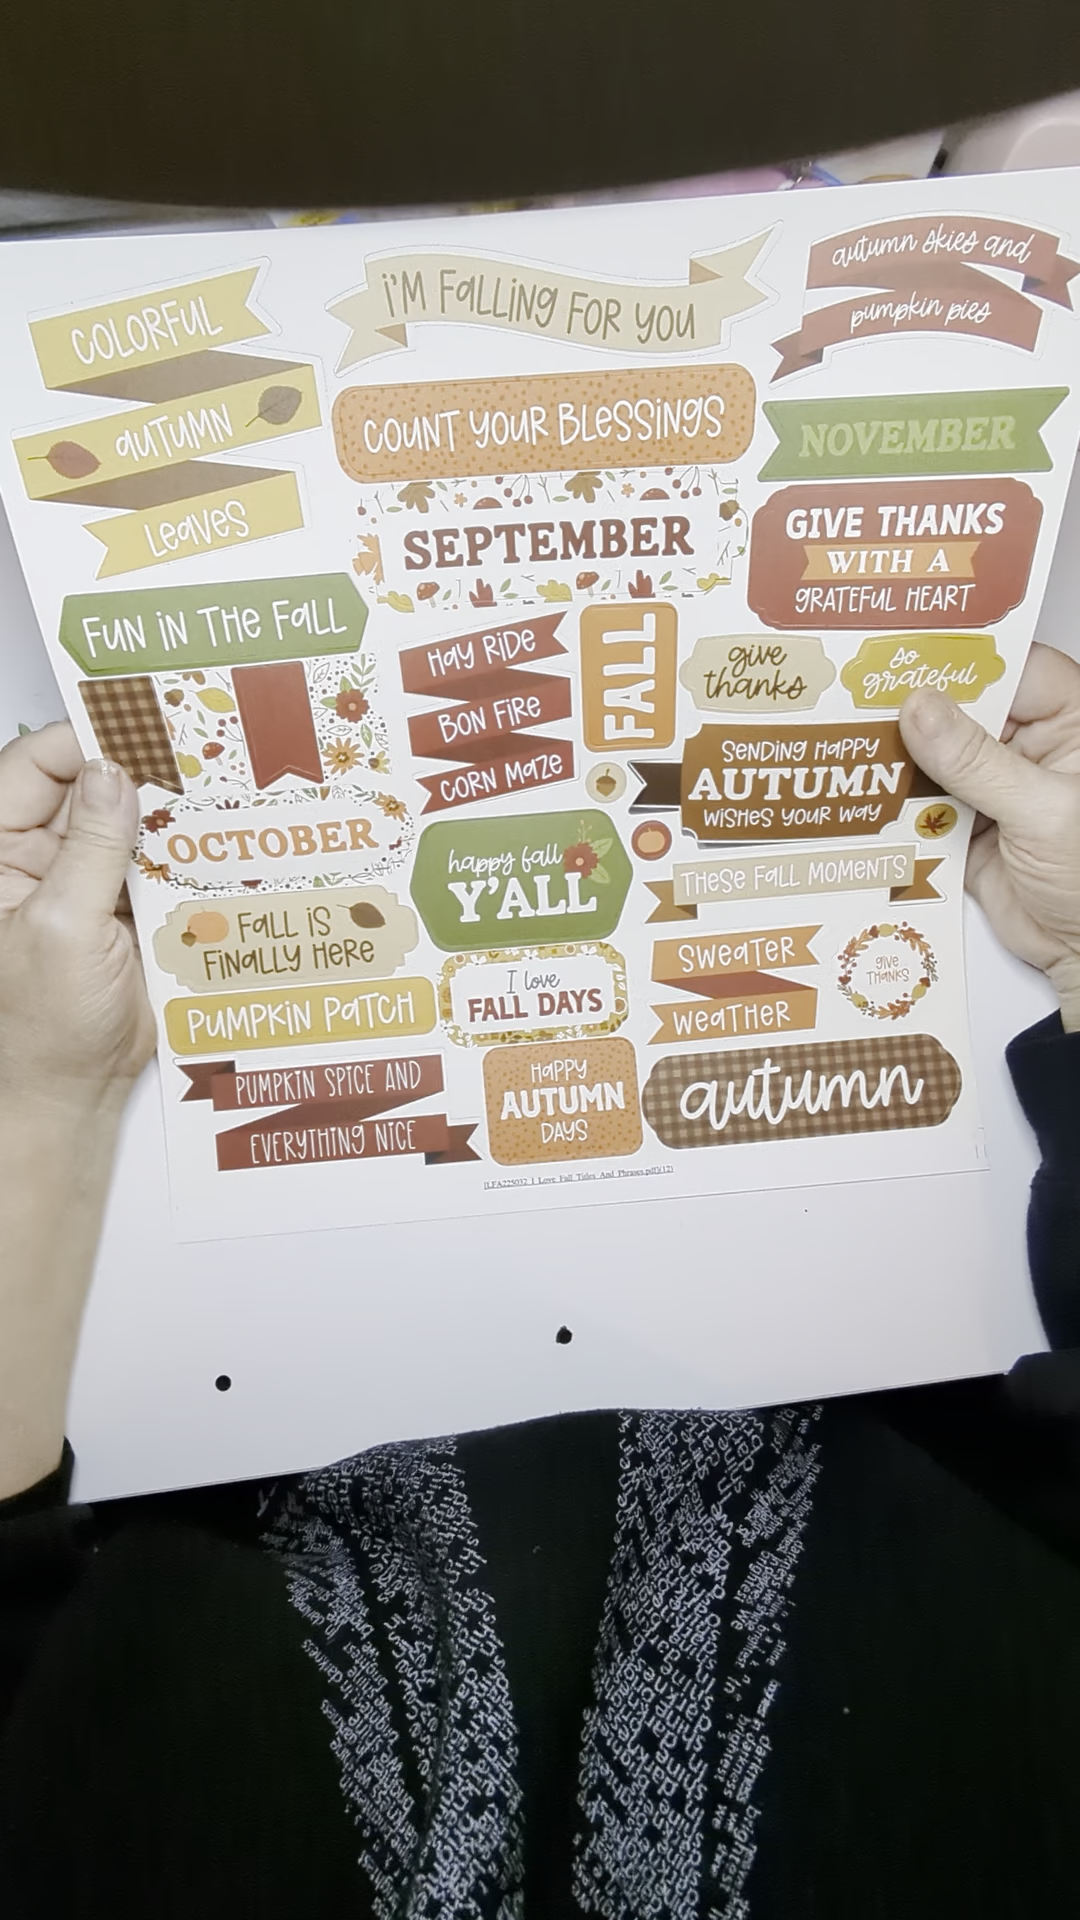 COLORFUL
AUTUMN
LEAVES
I'M FALLING FOR YOU
autumn skies and
pumpkin pies
COUNT YOUR BLESSINGS
NOVEMBER
SEPTEMBER
GIVE THANKS
WITH A
GRATEFUL HEART
FUN IN THE FALL
HAY RIDE
BON FIRE
CORN MAZE
FALL
give
thanks
so
grateful
SENDING HAPPY
AUTUMN
WISHES YOUR WAY
OCTOBER
happy fall
Y'ALL
THESE FALL MOMENTS
FALL IS
FINALLY HERE
I love
FALL DAYS
SWEATER
WEATHER
GIVE
THANKS
PUMPKIN PATCH
PUMPKIN SPICE AND
EVERYTHING NICE
HAPPY
AUTUMN
DAYS
autumn
ILFA225032_I_Love_Fall_Titles_And_Phrases.pdf(12)